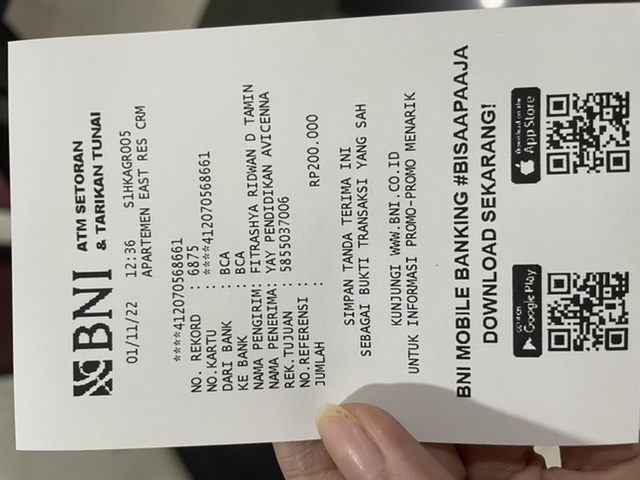 BNI ATM SETORAN
& TARIKAN TUNAI
01/11/22 12:36 S1HKAGR005
APARTEMEN EAST RES CRM
****412070568661
NO. REKORD : 6875
NO.KARTU : ****412070568661
DARI BANK : BCA
KE BANK : BCA
NAMA PENGIRIM: FITRASHYA RIDWAN D TAMIN
NAMA PENERIMA: YAY PENDIDIKAN AVICENNA
REK.TUJUAN : 5855037006
NO.REFERENSI :
JUMLAH : RP200.000
SIMPAN TANDA TERIMA INI
SEBAGAI BUKTI TRANSAKSI YANG SAH
KUNJUNGI WWW.BNI.CO.ID
UNTUK INFORMASI PROMO-PROMO MENARIK
BNI MOBILE BANKING #BISAAPAAJA
DOWNLOAD SEKARANG!
GET IT ON
Google Play
Download on the
App Store